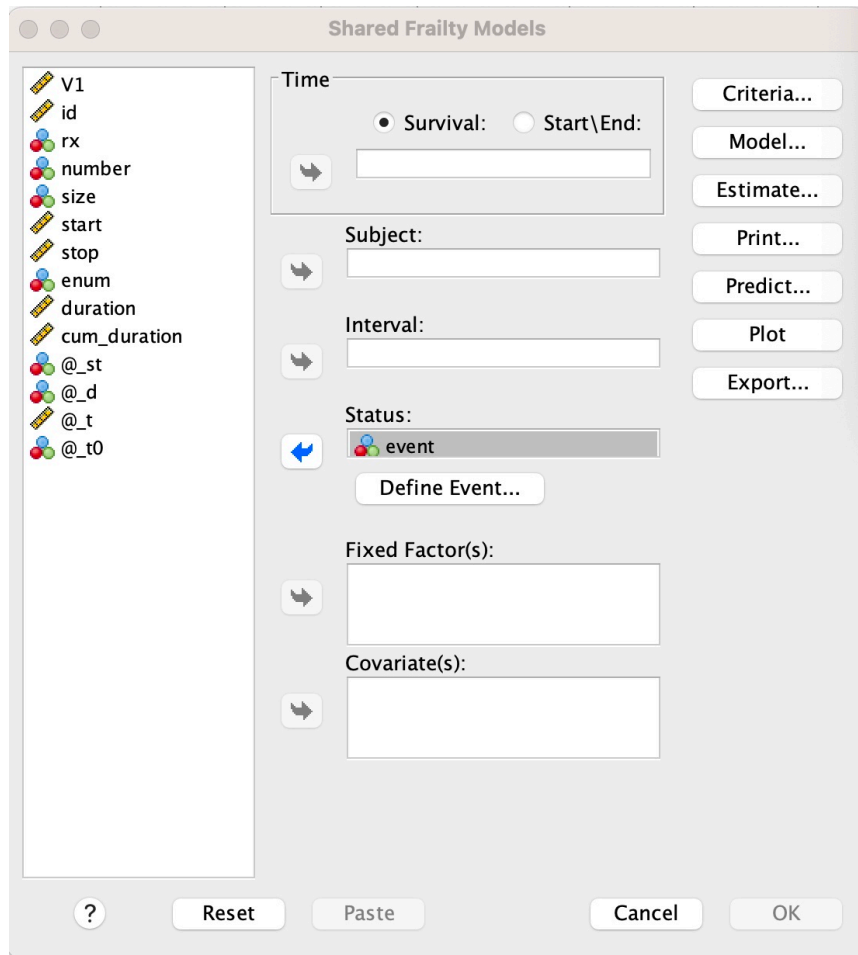 Shared Frailty Models
V1
id
rx
number
size
start
stop
enum
duration
cum_duration
@_st
@_d
@_t
@_t0
Time
Survival: Start\End:
Subject:
Interval:
Status:
event
Define Event...
Fixed Factor(s):
Covariate(s):
Criteria...
Model...
Estimate...
Print...
Predict...
Plot
Export...
? Reset Paste Cancel OK